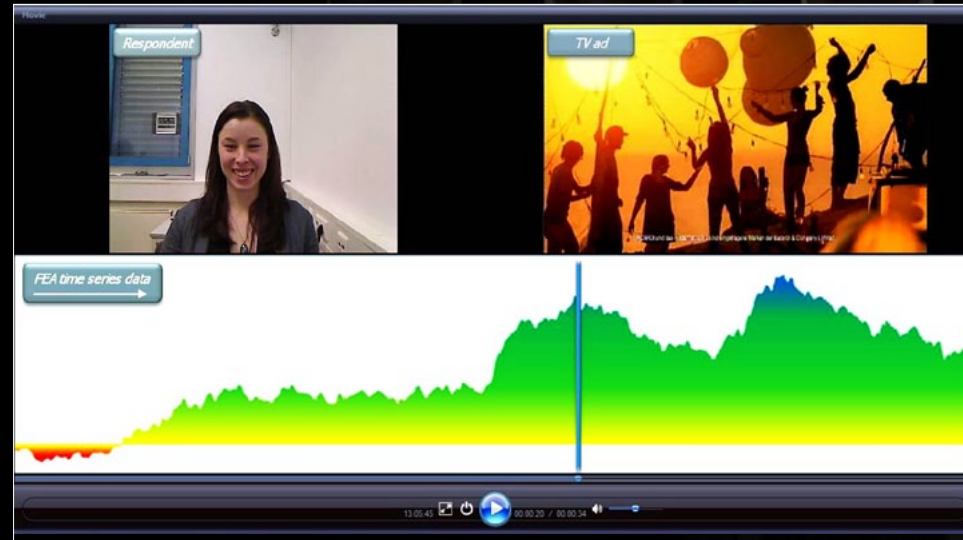 Movie
Respondent
TV ad
FEA time series data
13:05:45
00:00:20 / 00:00:34